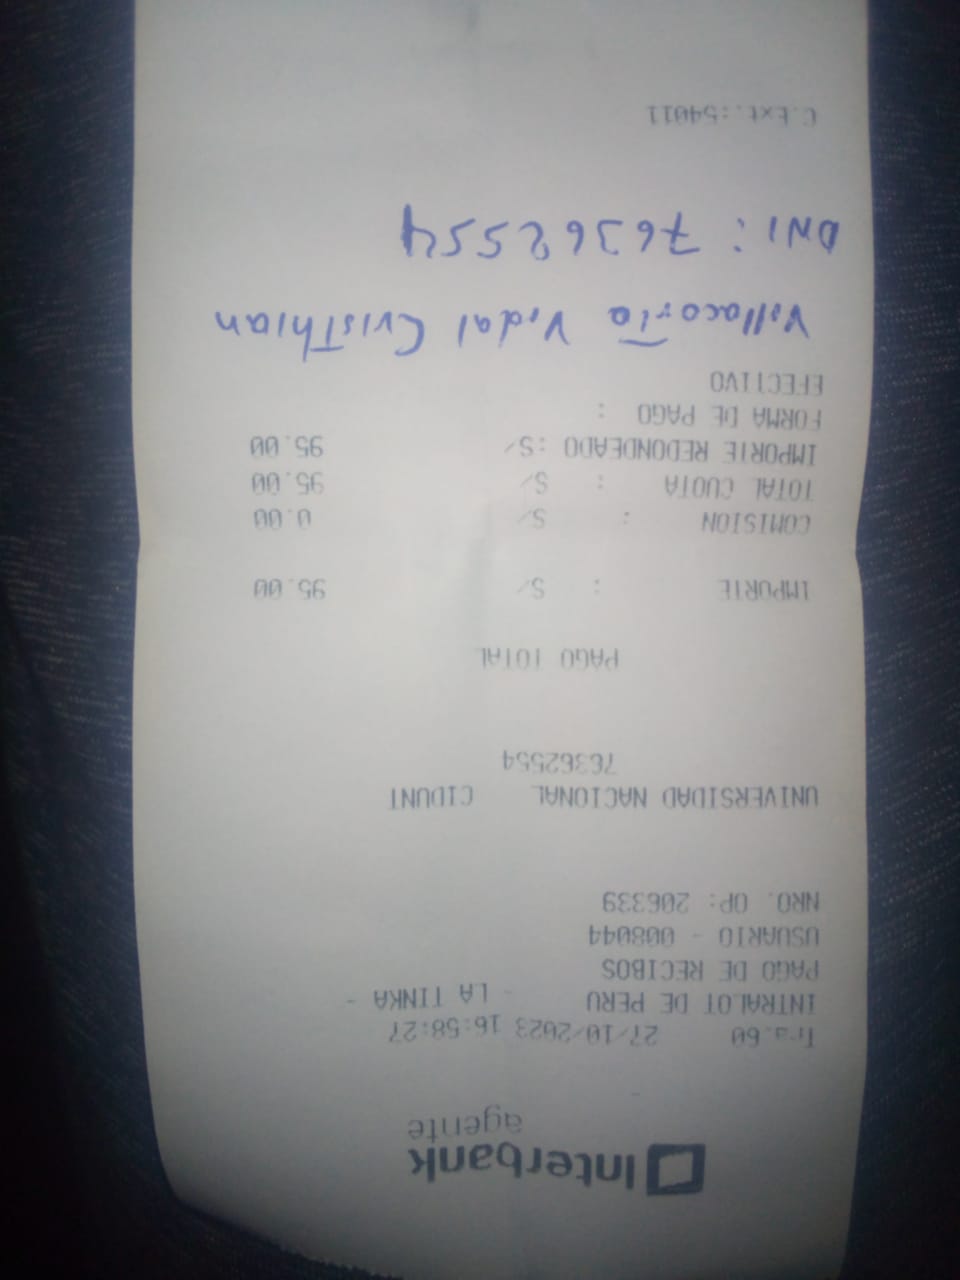 Interbank
agente
Tra.60 27/10/2023 16:58:27
INTRALOT DE PERU - LA TINKA -
PAGO DE RECIBOS
USUARIO - 008044
NRO. OP: 206339
UNIVERSIDAD NACIONAL CIDUNT
76362554
PAGO TOTAL
IMPORTE : S/ 95.00
COMISION : S/ 0.00
TOTAL CUOTA : S/ 95.00
IMPORTE REDONDEADO :S/ 95.00
FORMA DE PAGO :
EFECTIVO
Villacorta Vidal Cristhian
DNI: 76362554
C.Ext.:54011